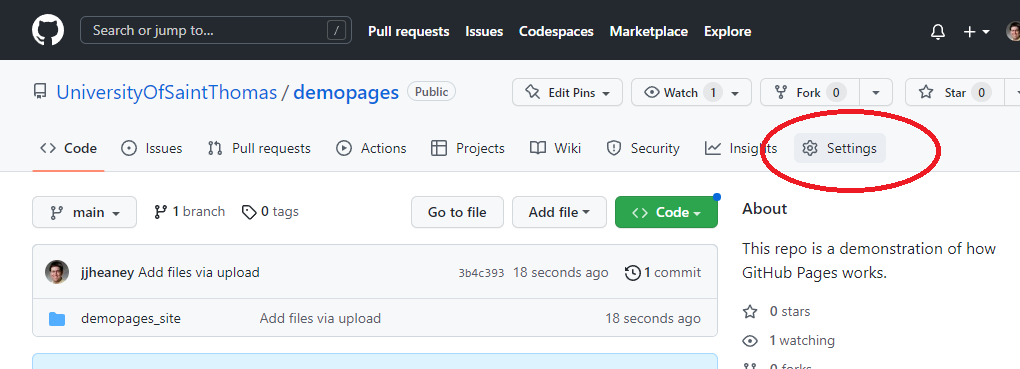 Search or jump to... / Pull requests Issues Codespaces Marketplace Explore
UniversityOfSaintThomas / demopages Public Edit Pins Watch 1 Fork 0 Star 0
Code Issues Pull requests Actions Projects Wiki Security Insights Settings
main 1 branch 0 tags Go to file Add file Code
About
This repo is a demonstration of how
GitHub Pages works.
jjheaney Add files via upload 3b4c393 18 seconds ago 1 commit
demopages_site Add files via upload 18 seconds ago
0 stars
1 watching
0 forks